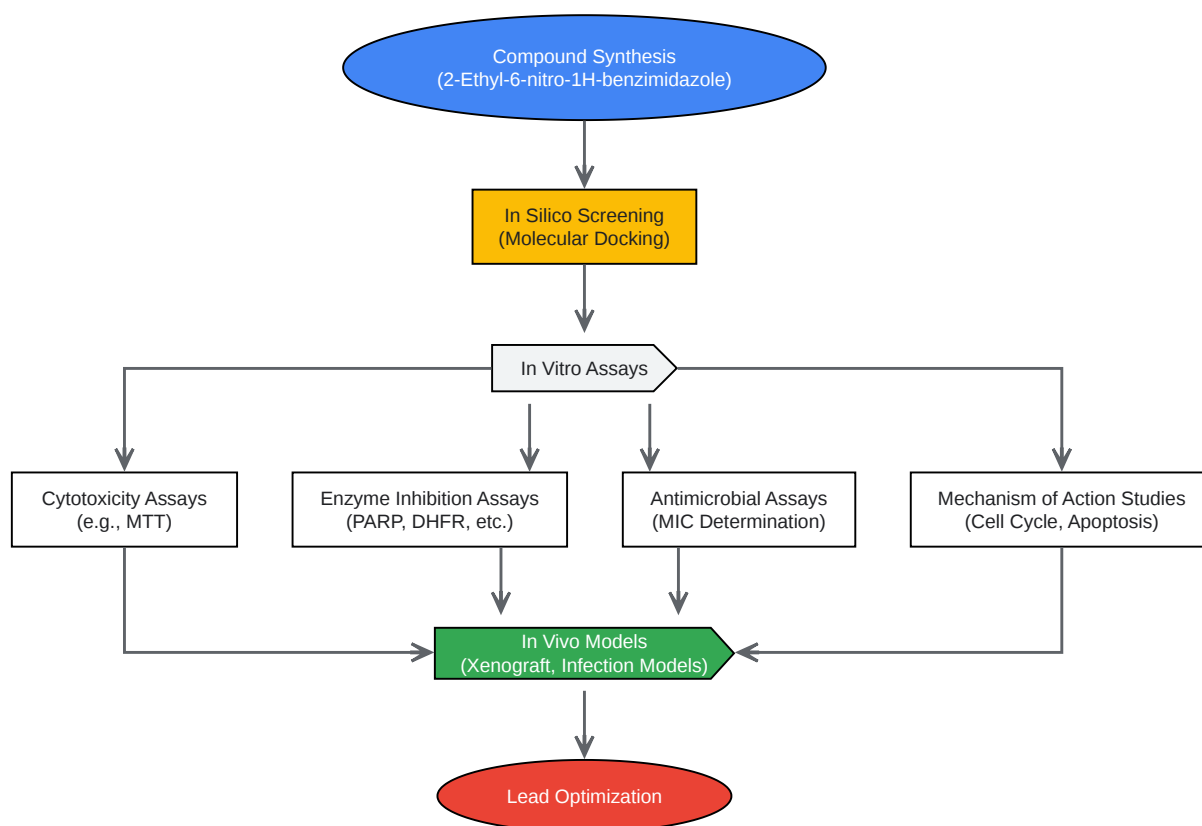 Compound Synthesis
(2-Ethyl-6-nitro-1H-benzimidazole)
In Silico Screening
(Molecular Docking)
In Vitro Assays
Cytotoxicity Assays
(e.g., MTT)
Enzyme Inhibition Assays
(PARP, DHFR, etc.)
Antimicrobial Assays
(MIC Determination)
Mechanism of Action Studies
(Cell Cycle, Apoptosis)
In Vivo Models
(Xenograft, Infection Models)
Lead Optimization